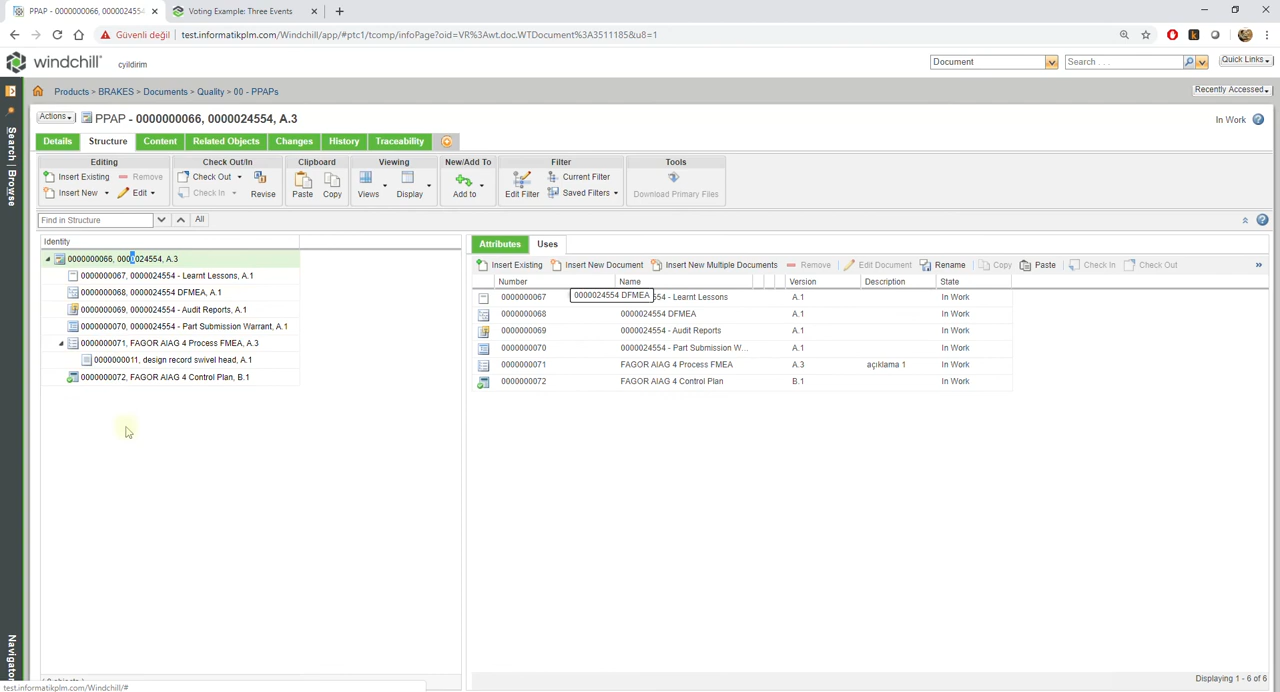 PPAP - 0000000066, 0000024554
Voting Example: Three Events
Güvenli değil
test.informatikplm.com/Windchill/app/#ptc1/tcomp/infoPage?oid=VR%3Awt.doc.WTDocument%3A3511185&u8=1
windchill
cyildirim
Document
Search . . .
Quick Links
Products > BRAKES > Documents > Quality > 00 - PPAPs
Recently Accessed
Actions
PPAP - 0000000066, 0000024554, A.3
In Work
Details
Structure
Content
Related Objects
Changes
History
Traceability
Search
Browse
Editing
Check Out/In
Clipboard
Viewing
New/Add To
Filter
Tools
Insert Existing
Remove
Check Out
Current Filter
Insert New
Edit
Check In
Revise
Paste
Copy
Views
Display
Add to
Edit Filter
Saved Filters
Download Primary Files
Find in Structure
All
Identity
0000000066, 0000024554, A.3
0000000067, 0000024554 - Learnt Lessons, A.1
0000000068, 0000024554 DFMEA, A.1
0000000069, 0000024554 - Audit Reports, A.1
0000000070, 0000024554 - Part Submission Warrant, A.1
0000000071, FAGOR AIAG 4 Process FMEA, A.3
0000000011, design record swivel head, A.1
0000000072, FAGOR AIAG 4 Control Plan, B.1
Attributes
Uses
Insert Existing
Insert New Document
Insert New Multiple Documents
Remove
Edit Document
Rename
Copy
Paste
Check In
Check Out
»
Number Name Version Description State
0000000067 554 - Learnt Lessons A.1 In Work
0000024554 DFMEA
0000000068 0000024554 DFMEA A.1 In Work
0000000069 0000024554 - Audit Reports A.1 In Work
0000000070 0000024554 - Part Submission W... A.1 In Work
0000000071 FAGOR AIAG 4 Process FMEA A.3 açıklama 1 In Work
0000000072 FAGOR AIAG 4 Control Plan B.1 In Work
Navigator
Displaying 1 - 6 of 6
test.informatikplm.com/Windchill/#